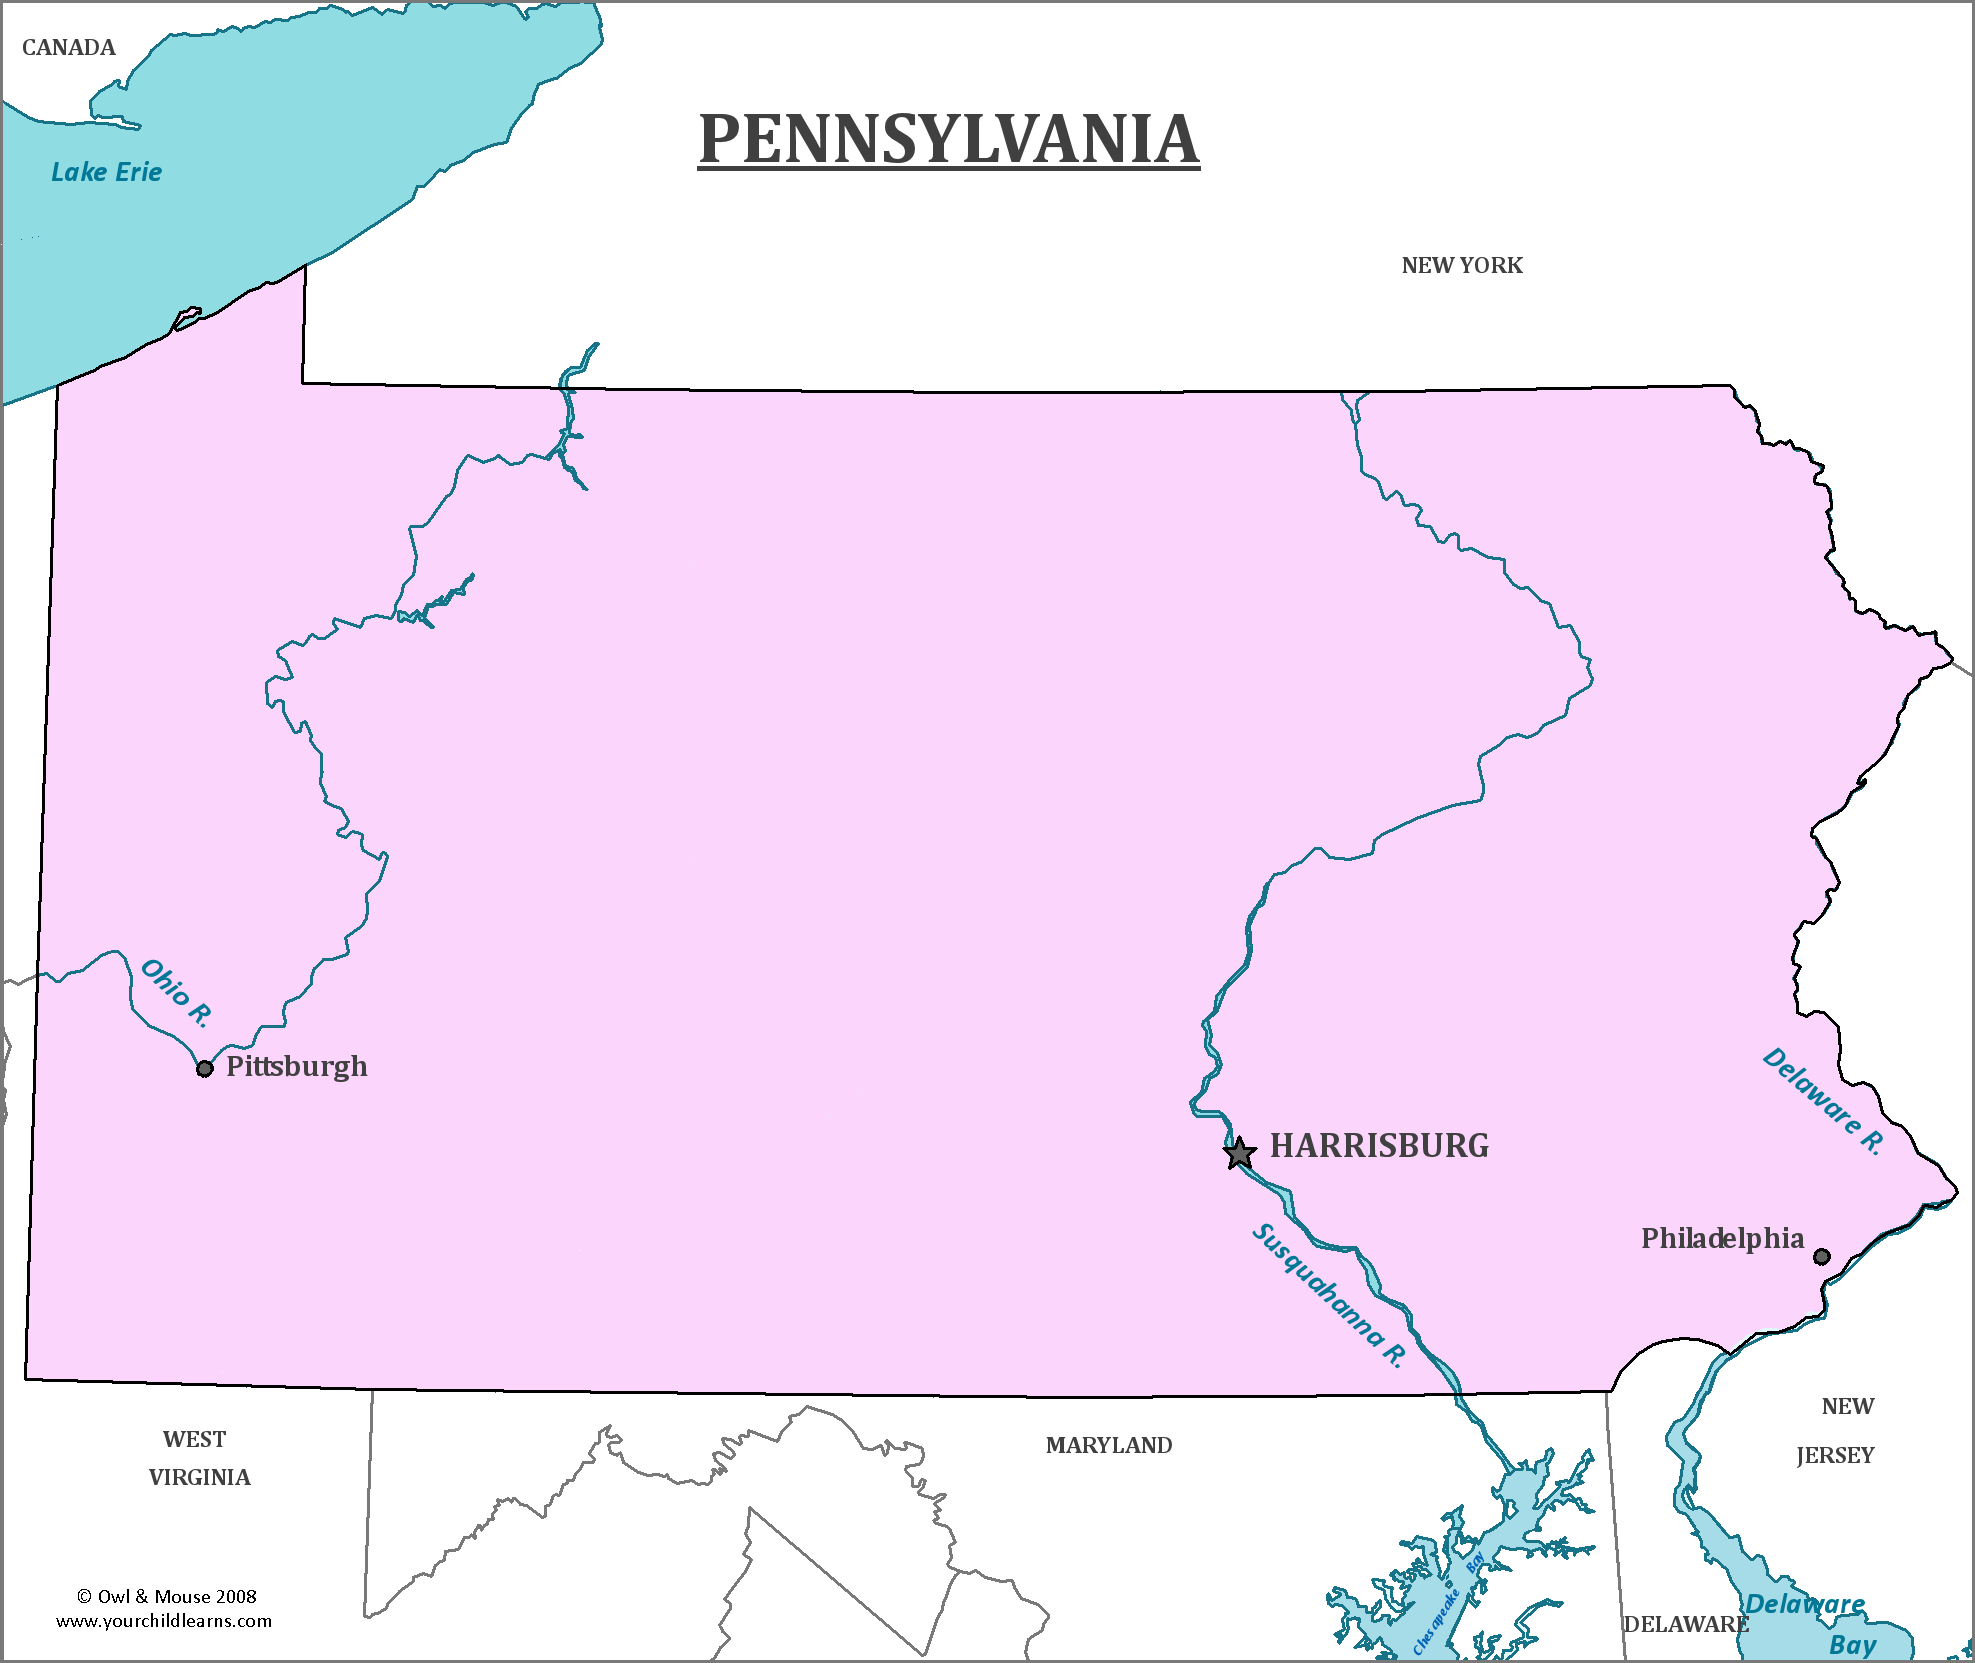 CANADA
PENNSYLVANIA
Lake Erie
NEW YORK
Ohio R.
Pittsburgh
Delaware R.
HARRISBURG
Philadelphia
Susquahanna R.
WEST
VIRGINIA
MARYLAND
NEW
JERSEY
Chesapeake Bay
DELAWARE
Delaware
Bay
© Owl & Mouse 2008
www.yourchildlearns.com